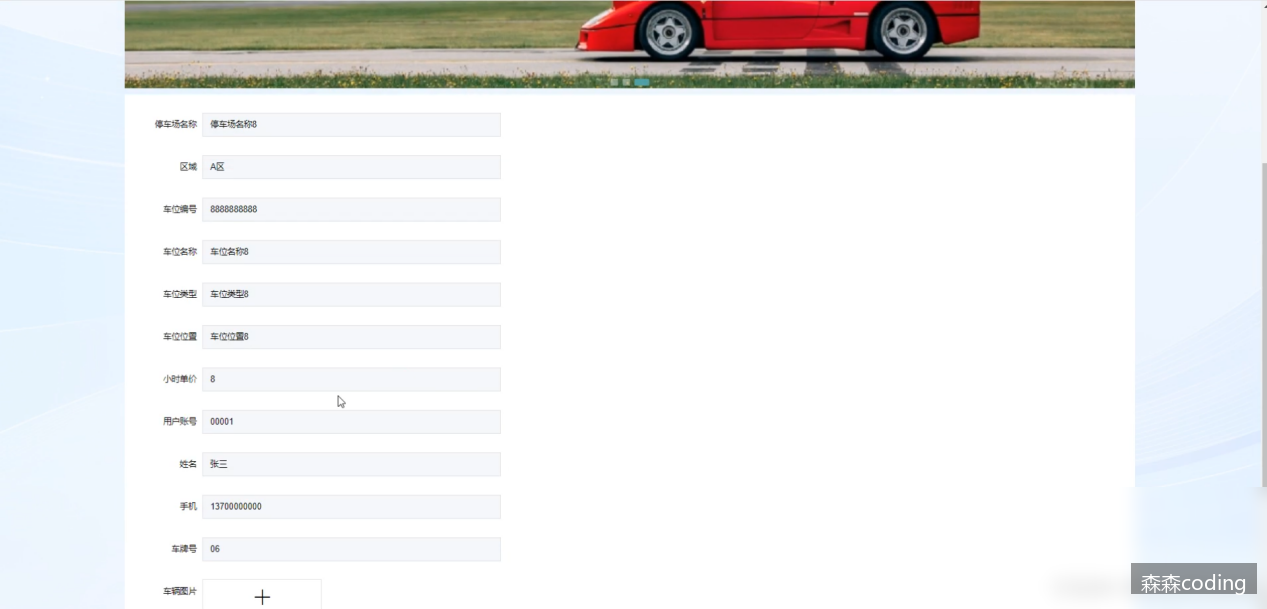 停车场名称 停车场名称8
区域 A区
车位编号 8888888888
车位名称 车位名称8
车位类型 车位类型8
车位位置 车位位置8
小时单价 8
用户账号 00001
姓名 张三
手机 13700000000
车牌号 06
车辆图片
森森coding